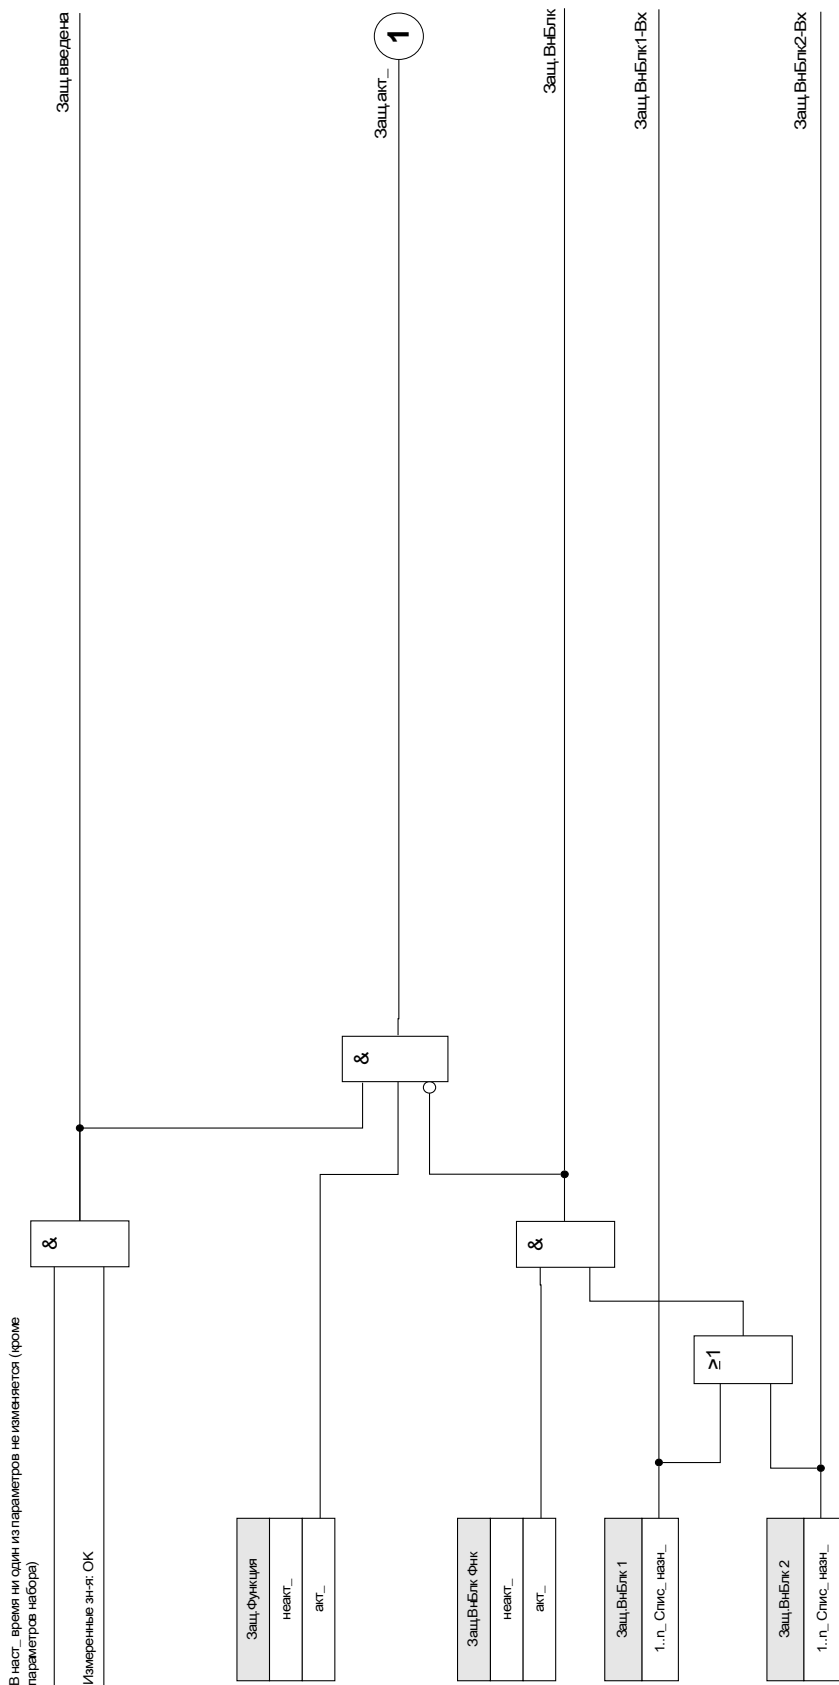 В наст_ время ни один из параметров не изменяется (кроме
параметров набора)
Измеренные зн-я: OK
&
Защ.введена
Защ.Функция
неакт_
акт_
&
Защ.акт_
1
Защ.ВнБлк Фнк
неакт_
акт_
&
Защ.ВнБлк
Защ.ВнБлк 1
1..n_ Спис_ назн_
Защ.ВнБлк1-Вх
≥1
Защ.ВнБлк 2
1..n_ Спис_ назн_
Защ.ВнБлк2-Вх